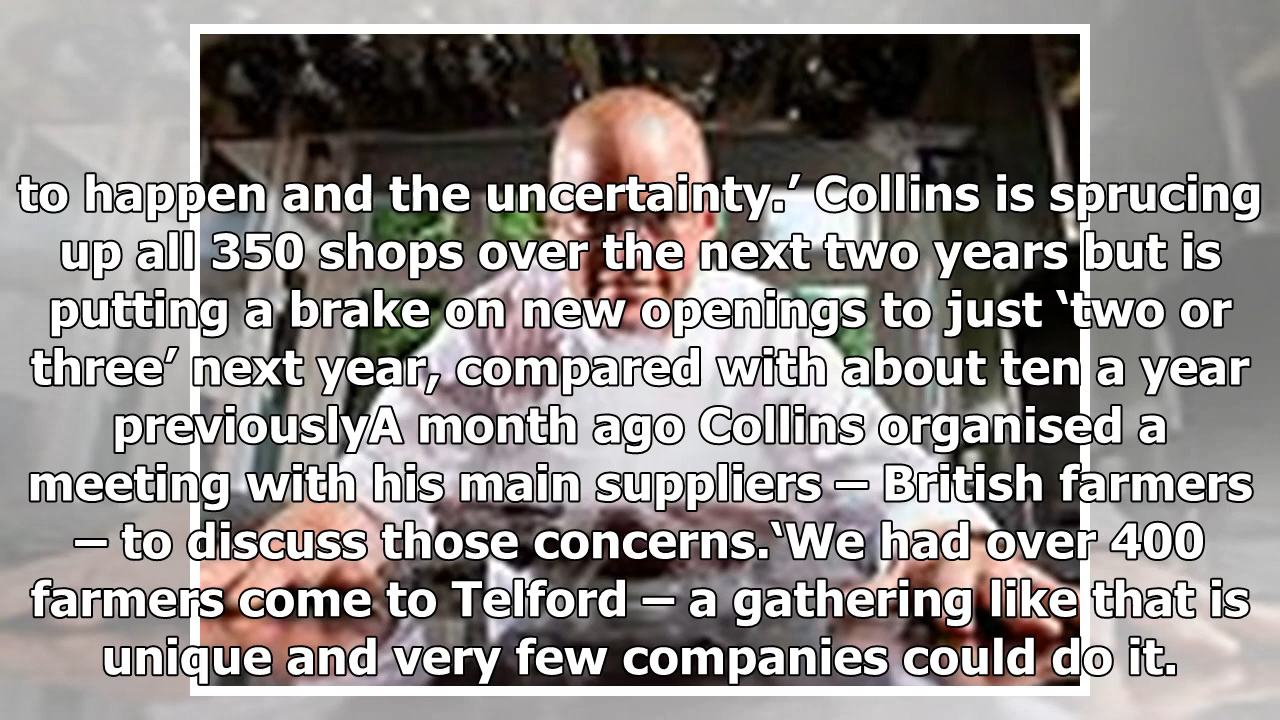 to happen and the uncertainty.’ Collins is sprucing
up all 350 shops over the next two years but is
putting a brake on new openings to just ‘two or
three’ next year, compared with about ten a year
previouslyA month ago Collins organised a
meeting with his main suppliers – British farmers
– to discuss those concerns.‘We had over 400
farmers come to Telford – a gathering like that is
unique and very few companies could do it.